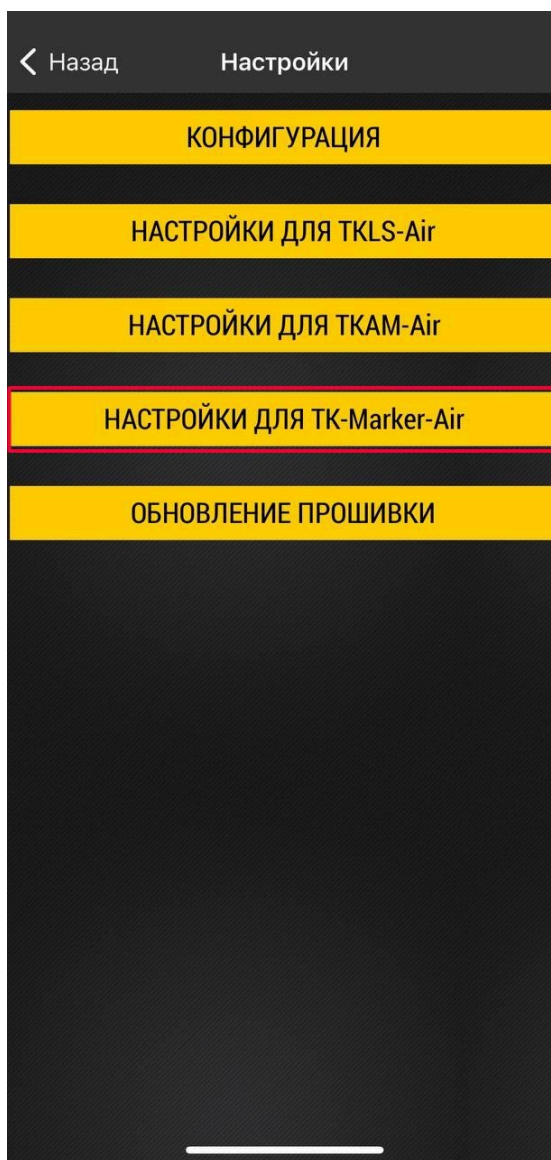 Назад
Настройки
КОНФИГУРАЦИЯ
НАСТРОЙКИ ДЛЯ TKLS-Air
НАСТРОЙКИ ДЛЯ TKAM-Air
НАСТРОЙКИ ДЛЯ TK-Marker-Air
ОБНОВЛЕНИЕ ПРОШИВКИ